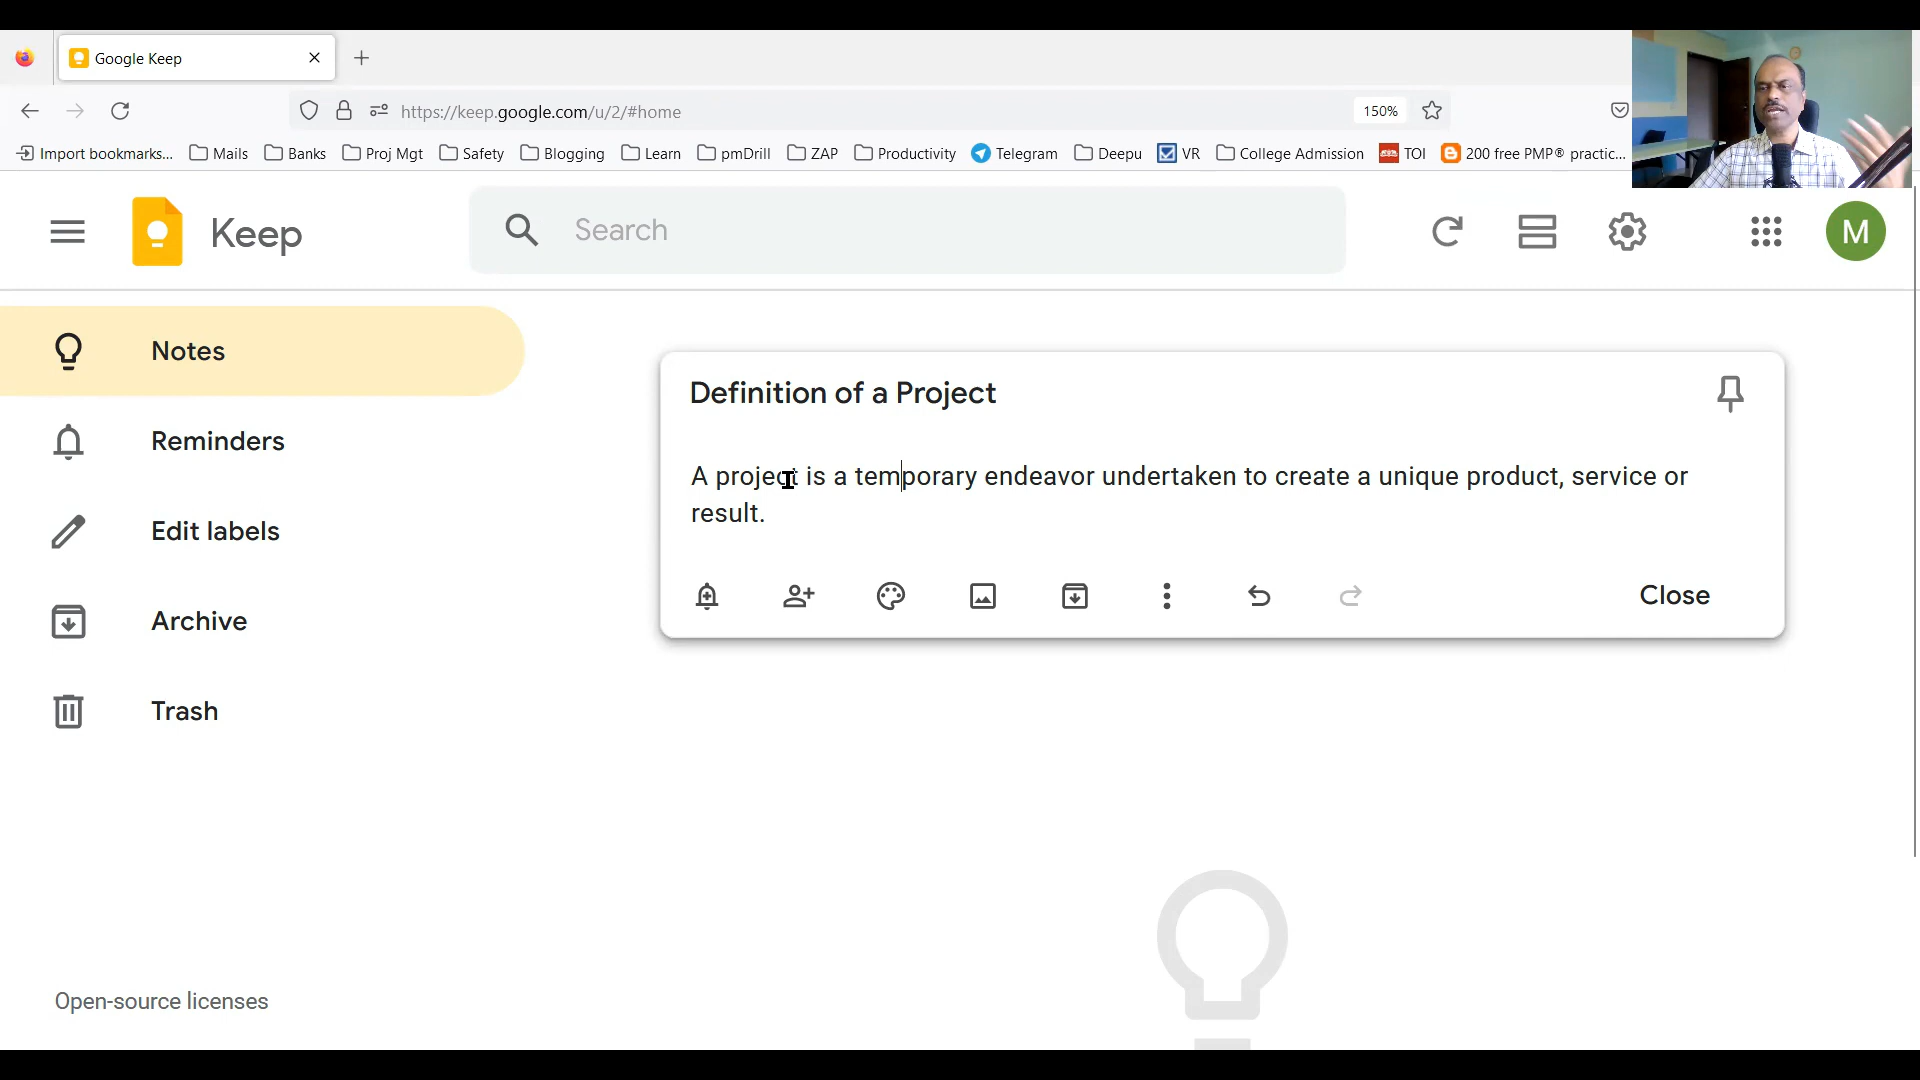 Google Keep
https://keep.google.com/u/2/#home
150%
Import bookmarks... Mails Banks Proj Mgt Safety Blogging Learn pmDrill ZAP Productivity Telegram Deepu VR College Admission TOI 200 free PMP® practic...
Keep
Search
M
Notes
Reminders
Edit labels
Archive
Trash
Definition of a Project
A project is a temporary endeavor undertaken to create a unique product, service or
result.
Close
Open-source licenses